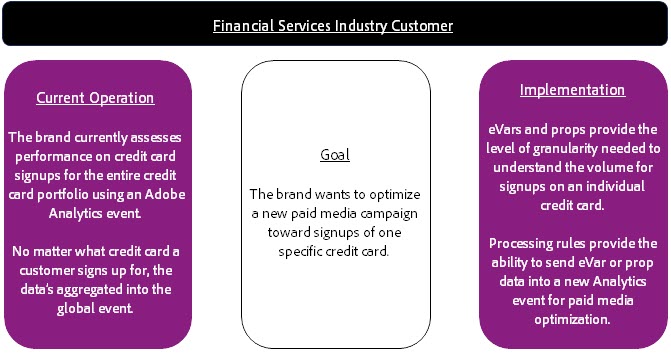 Financial Services Industry Customer
Current Operation
The brand currently assesses
performance on credit card
signups for the entire credit
card portfolio using an Adobe
Analytics event.
No matter what credit card a
customer signs up for, the
data's aggregated into the
global event.
Goal
The brand wants to optimize
a new paid media campaign
toward signups of one
specific credit card.
Implementation
eVars and props provide the
level of granularity needed to
understand the volume for
signups on an individual
credit card.
Processing rules provide the
ability to send eVar or prop
data into a new Analytics
event for paid media
optimization.